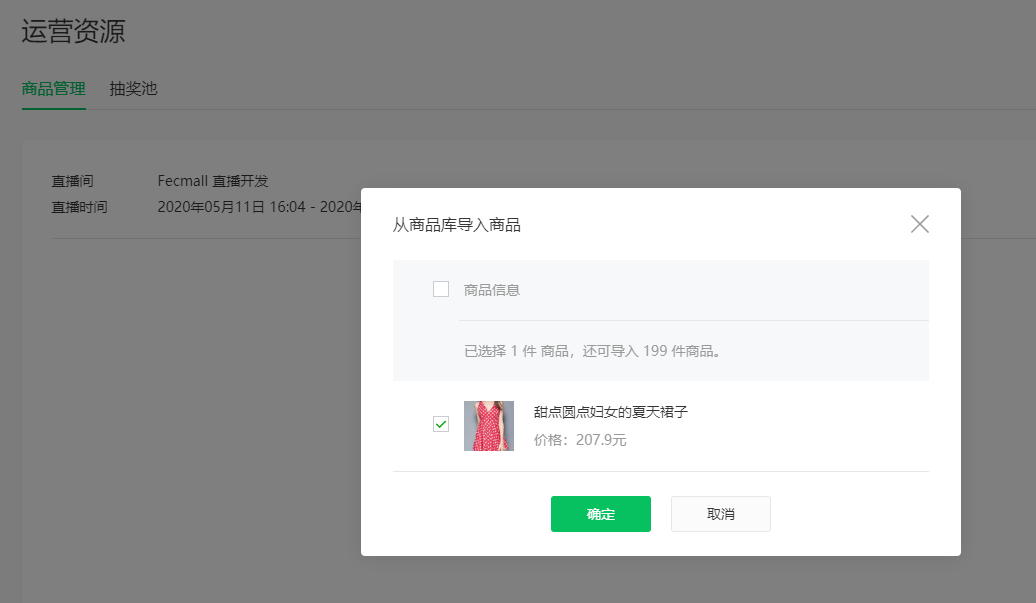 运营资源
商品管理 抽奖池
直播间 Fecmall 直播开发
直播时间 2020年05月11日 16:04 - 2020年
从商品库导入商品
商品信息
已选择 1 件 商品，还可导入 199 件商品。
甜点圆点妇女的夏天裙子
价格：207.9元
确定 取消